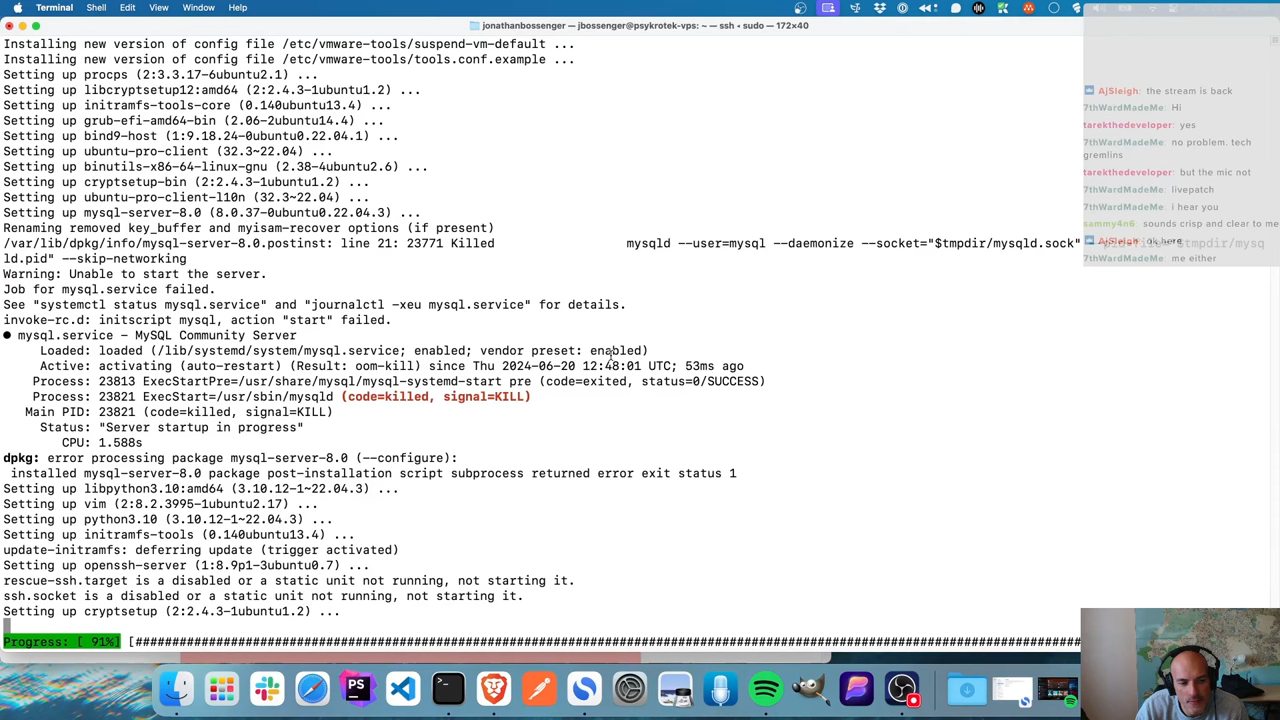 Terminal Shell Edit View Window Help
jonathanbossenger — jbossenger@psykrotek-vps: ~ — ssh ◂ sudo — 172×40
Installing new version of config file /etc/vmware-tools/suspend-vm-default ...
Installing new version of config file /etc/vmware-tools/tools.conf.example ...
Setting up procps (2:3.3.17-6ubuntu2.1) ...
Setting up libcryptsetup12:amd64 (2:2.4.3-1ubuntu1.2) ...
Setting up initramfs-tools-core (0.140ubuntu13.4) ...
Setting up grub-efi-amd64-bin (2.06-2ubuntu14.4) ...
Setting up bind9-host (1:9.18.24-0ubuntu0.22.04.1) ...
Setting up ubuntu-pro-client (32.3~22.04) ...
Setting up binutils-x86-64-linux-gnu (2.38-4ubuntu2.6) ...
Setting up cryptsetup-bin (2:2.4.3-1ubuntu1.2) ...
Setting up ubuntu-pro-client-l10n (32.3~22.04) ...
Setting up mysql-server-8.0 (8.0.37-0ubuntu0.22.04.3) ...
Renaming removed key_buffer and myisam-recover options (if present)
/var/lib/dpkg/info/mysql-server-8.0.postinst: line 21: 23771 Killed mysqld --user=mysql --daemonize --socket="$tmpdir/mysqld.sock" --pid-file="$tmpdir/mysq
ld.pid" --skip-networking
Warning: Unable to start the server.
Job for mysql.service failed.
See "systemctl status mysql.service" and "journalctl -xeu mysql.service" for details.
invoke-rc.d: initscript mysql, action "start" failed.
● mysql.service - MySQL Community Server
Loaded: loaded (/lib/systemd/system/mysql.service; enabled; vendor preset: enabled)
Active: activating (auto-restart) (Result: oom-kill) since Thu 2024-06-20 12:48:01 UTC; 53ms ago
Process: 23813 ExecStartPre=/usr/share/mysql/mysql-systemd-start pre (code=exited, status=0/SUCCESS)
Process: 23821 ExecStart=/usr/sbin/mysqld (code=killed, signal=KILL)
Main PID: 23821 (code=killed, signal=KILL)
Status: "Server startup in progress"
CPU: 1.588s
dpkg: error processing package mysql-server-8.0 (--configure):
installed mysql-server-8.0 package post-installation script subprocess returned error exit status 1
Setting up libpython3.10:amd64 (3.10.12-1~22.04.3) ...
Setting up vim (2:8.2.3995-1ubuntu2.17) ...
Setting up python3.10 (3.10.12-1~22.04.3) ...
Setting up initramfs-tools (0.140ubuntu13.4) ...
update-initramfs: deferring update (trigger activated)
Setting up openssh-server (1:8.9p1-3ubuntu0.7) ...
rescue-ssh.target is a disabled or a static unit not running, not starting it.
ssh.socket is a disabled or a static unit not running, not starting it.
Setting up cryptsetup (2:2.4.3-1ubuntu1.2) ...
Progress: [ 91%] [##########################################################################################################################
AjSleigh: the stream is back
7thWardMadeMe: Hi
tarekthedeveloper: yes
7thWardMadeMe: no problem. tech
gremlins
tarekthedeveloper: but the mic not
7thWardMadeMe: livepatch
7thWardMadeMe: i hear you
sammy4n6: sounds crisp and clear to me
AjSleigh: ok here
7thWardMadeMe: me either
PS